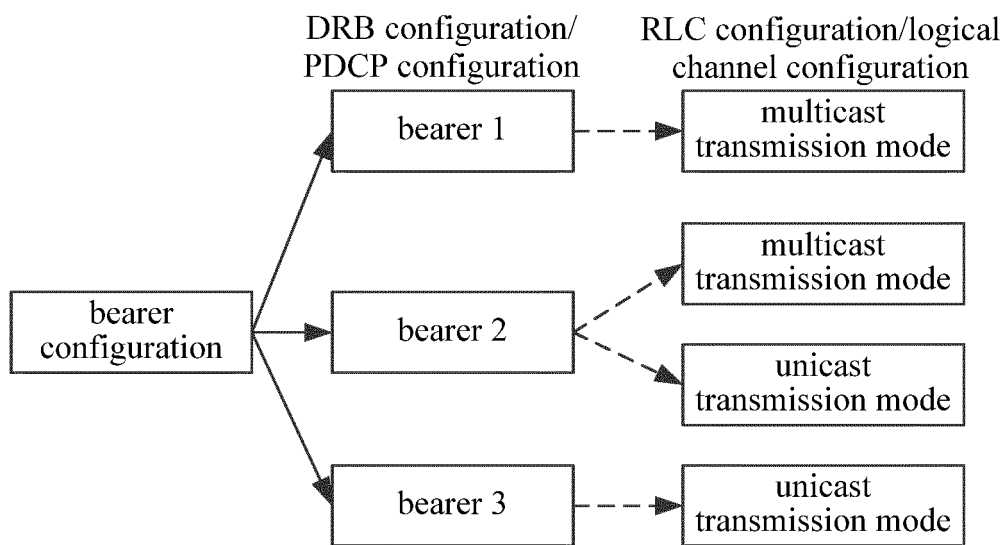 DRB configuration/
PDCP configuration
RLC configuration/logical
channel configuration
bearer 1
multicast
transmission mode
bearer
configuration
bearer 2
multicast
transmission mode
unicast
transmission mode
bearer 3
unicast
transmission mode